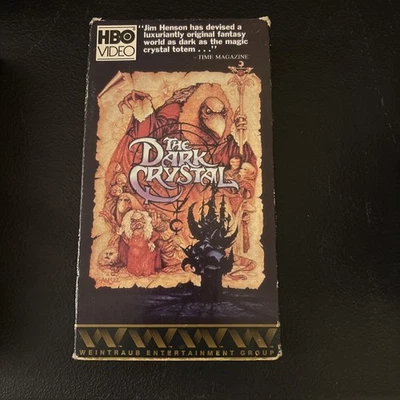 HBO
VIDEO
"Jim Henson has devised a
luxuriantly original fantasy
world as dark as the magic
crystal totem . . ."
– TIME MAGAZINE
THE
DARK
CRYSTAL
WEINTRAUB ENTERTAINMENT GROUP